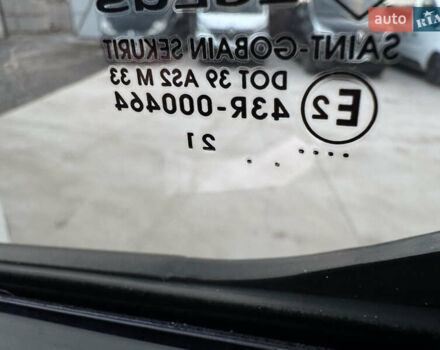 SAINT-GOBAIN SEKURIT
DOT 39 AS2 M 33
E2 43R-000464
21
auto RIA